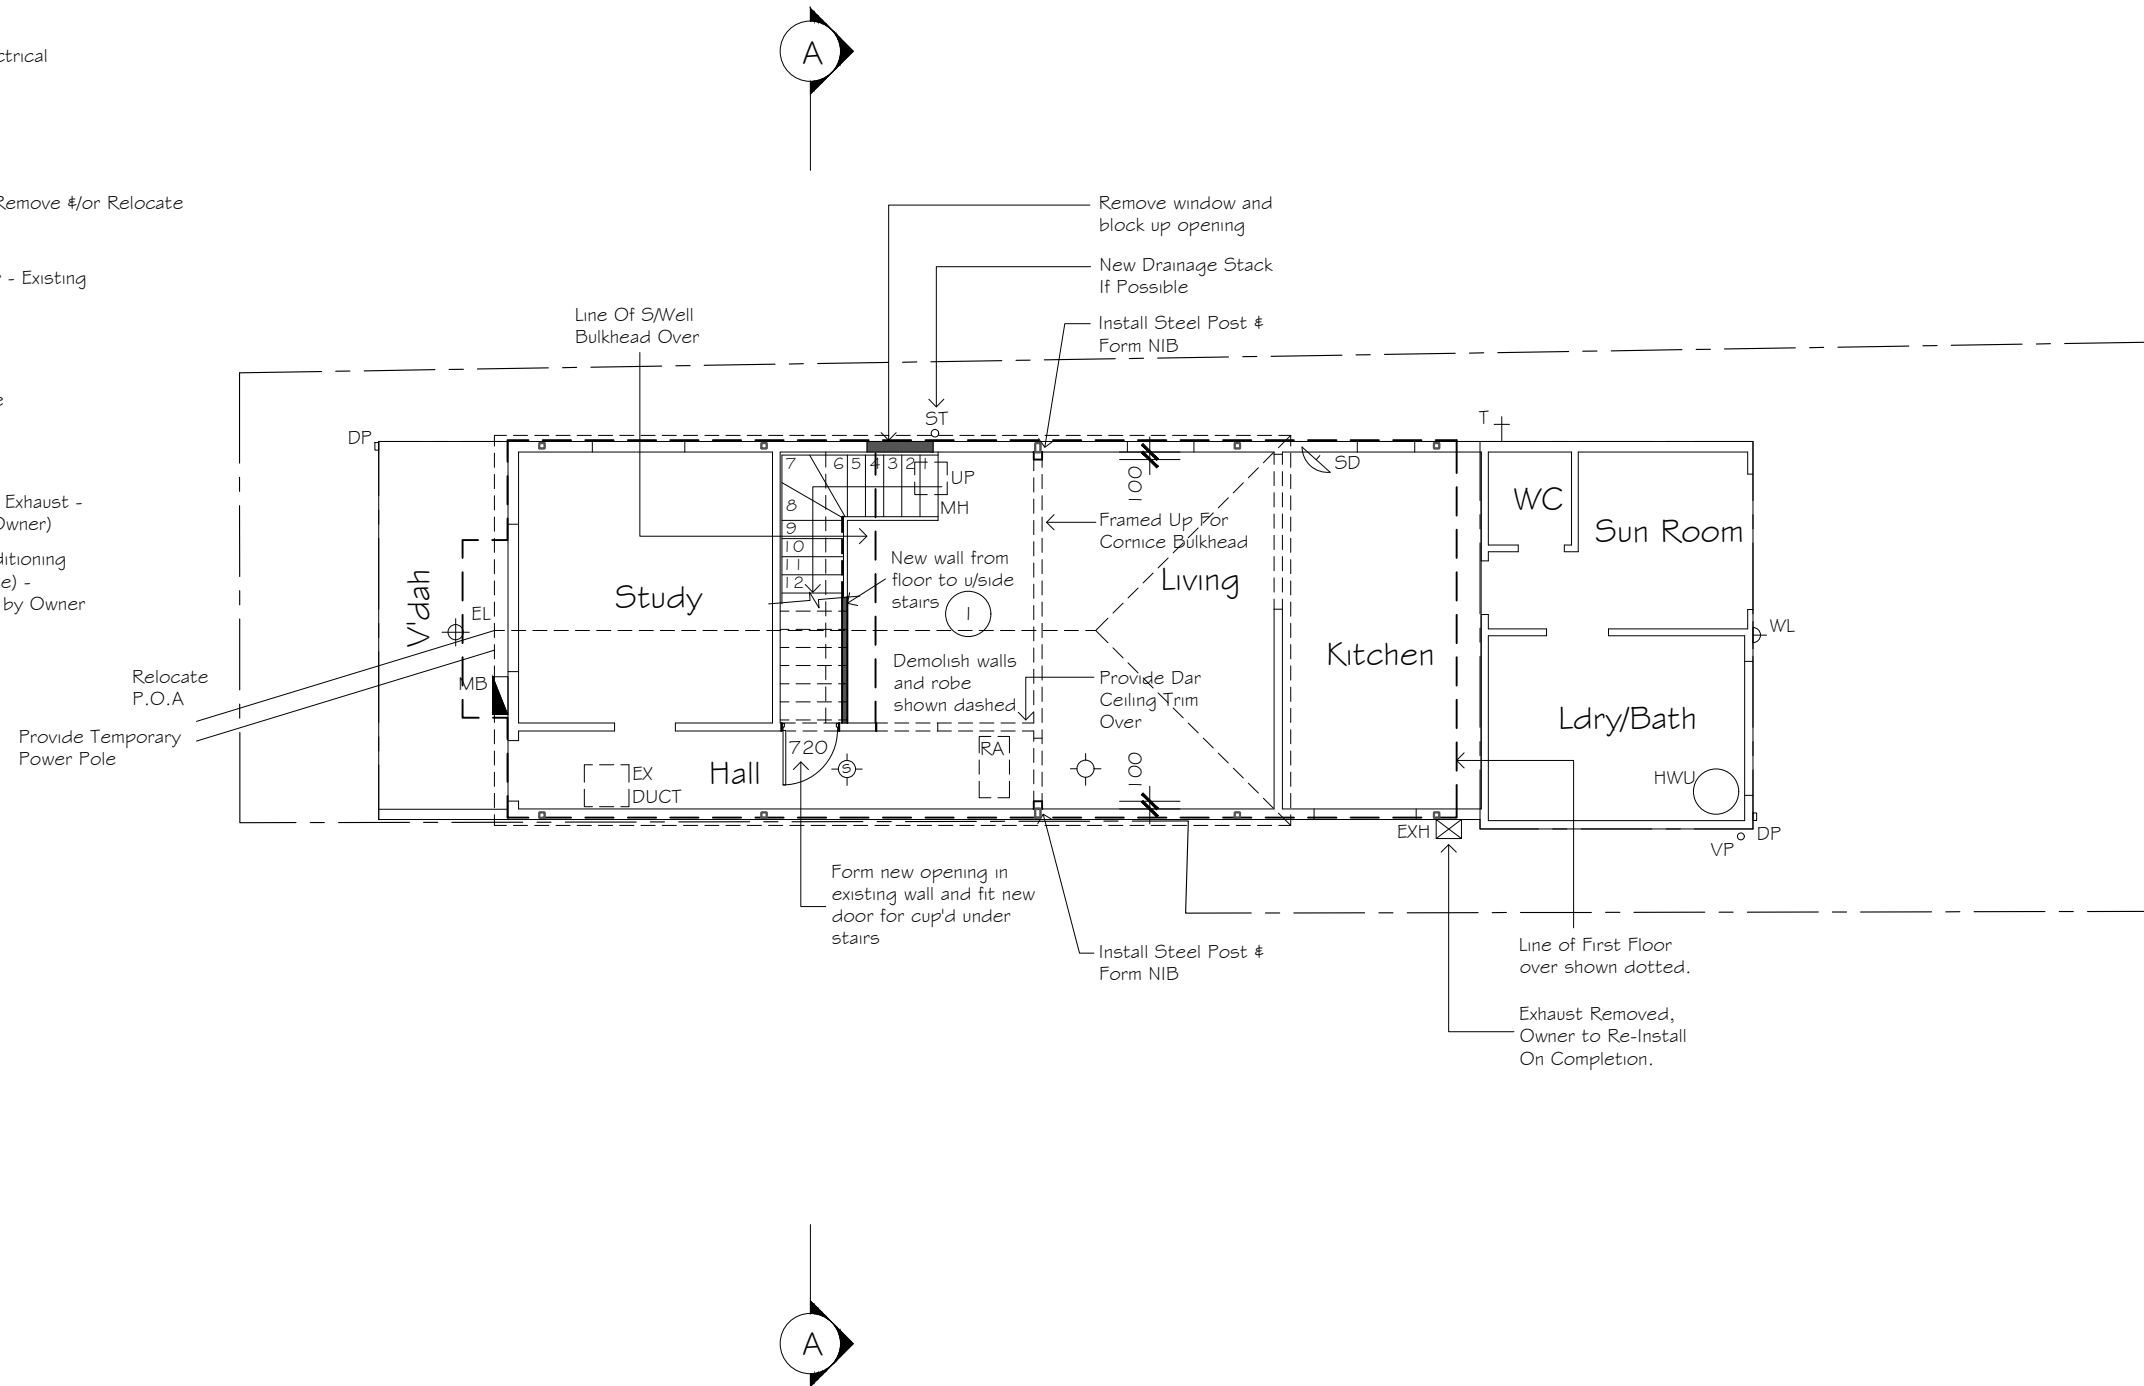 A
ctrical
Remove &/or Relocate
- Existing
Exhaust -
Owner)
ditioning
e) -
by Owner
Remove window and
block up opening
New Drainage Stack
If Possible
Install Steel Post &
Form NIB
Line Of S/Well
Bulkhead Over
DP
ST
T
7
6
5
4
3
2
1
UP
MH
8
9
10
11
12
100
SD
WC
Sun Room
Framed Up For
Cornice Bulkhead
New wall from
floor to u/side
stairs
Living
Study
V'dah
EL
1
WL
Kitchen
Relocate
P.O.A
MB
Demolish walls
and robe
shown dashed
Provide Dar
Ceiling Trim
Over
Ldry/Bath
Provide Temporary
Power Pole
720
RA
Hall
S
EX
DUCT
100
HWU
EXH
DP
VP
Form new opening in
existing wall and fit new
door for cup'd under
stairs
Install Steel Post &
Form NIB
Line of First Floor
over shown dotted.
Exhaust Removed,
Owner to Re-Install
On Completion.
A